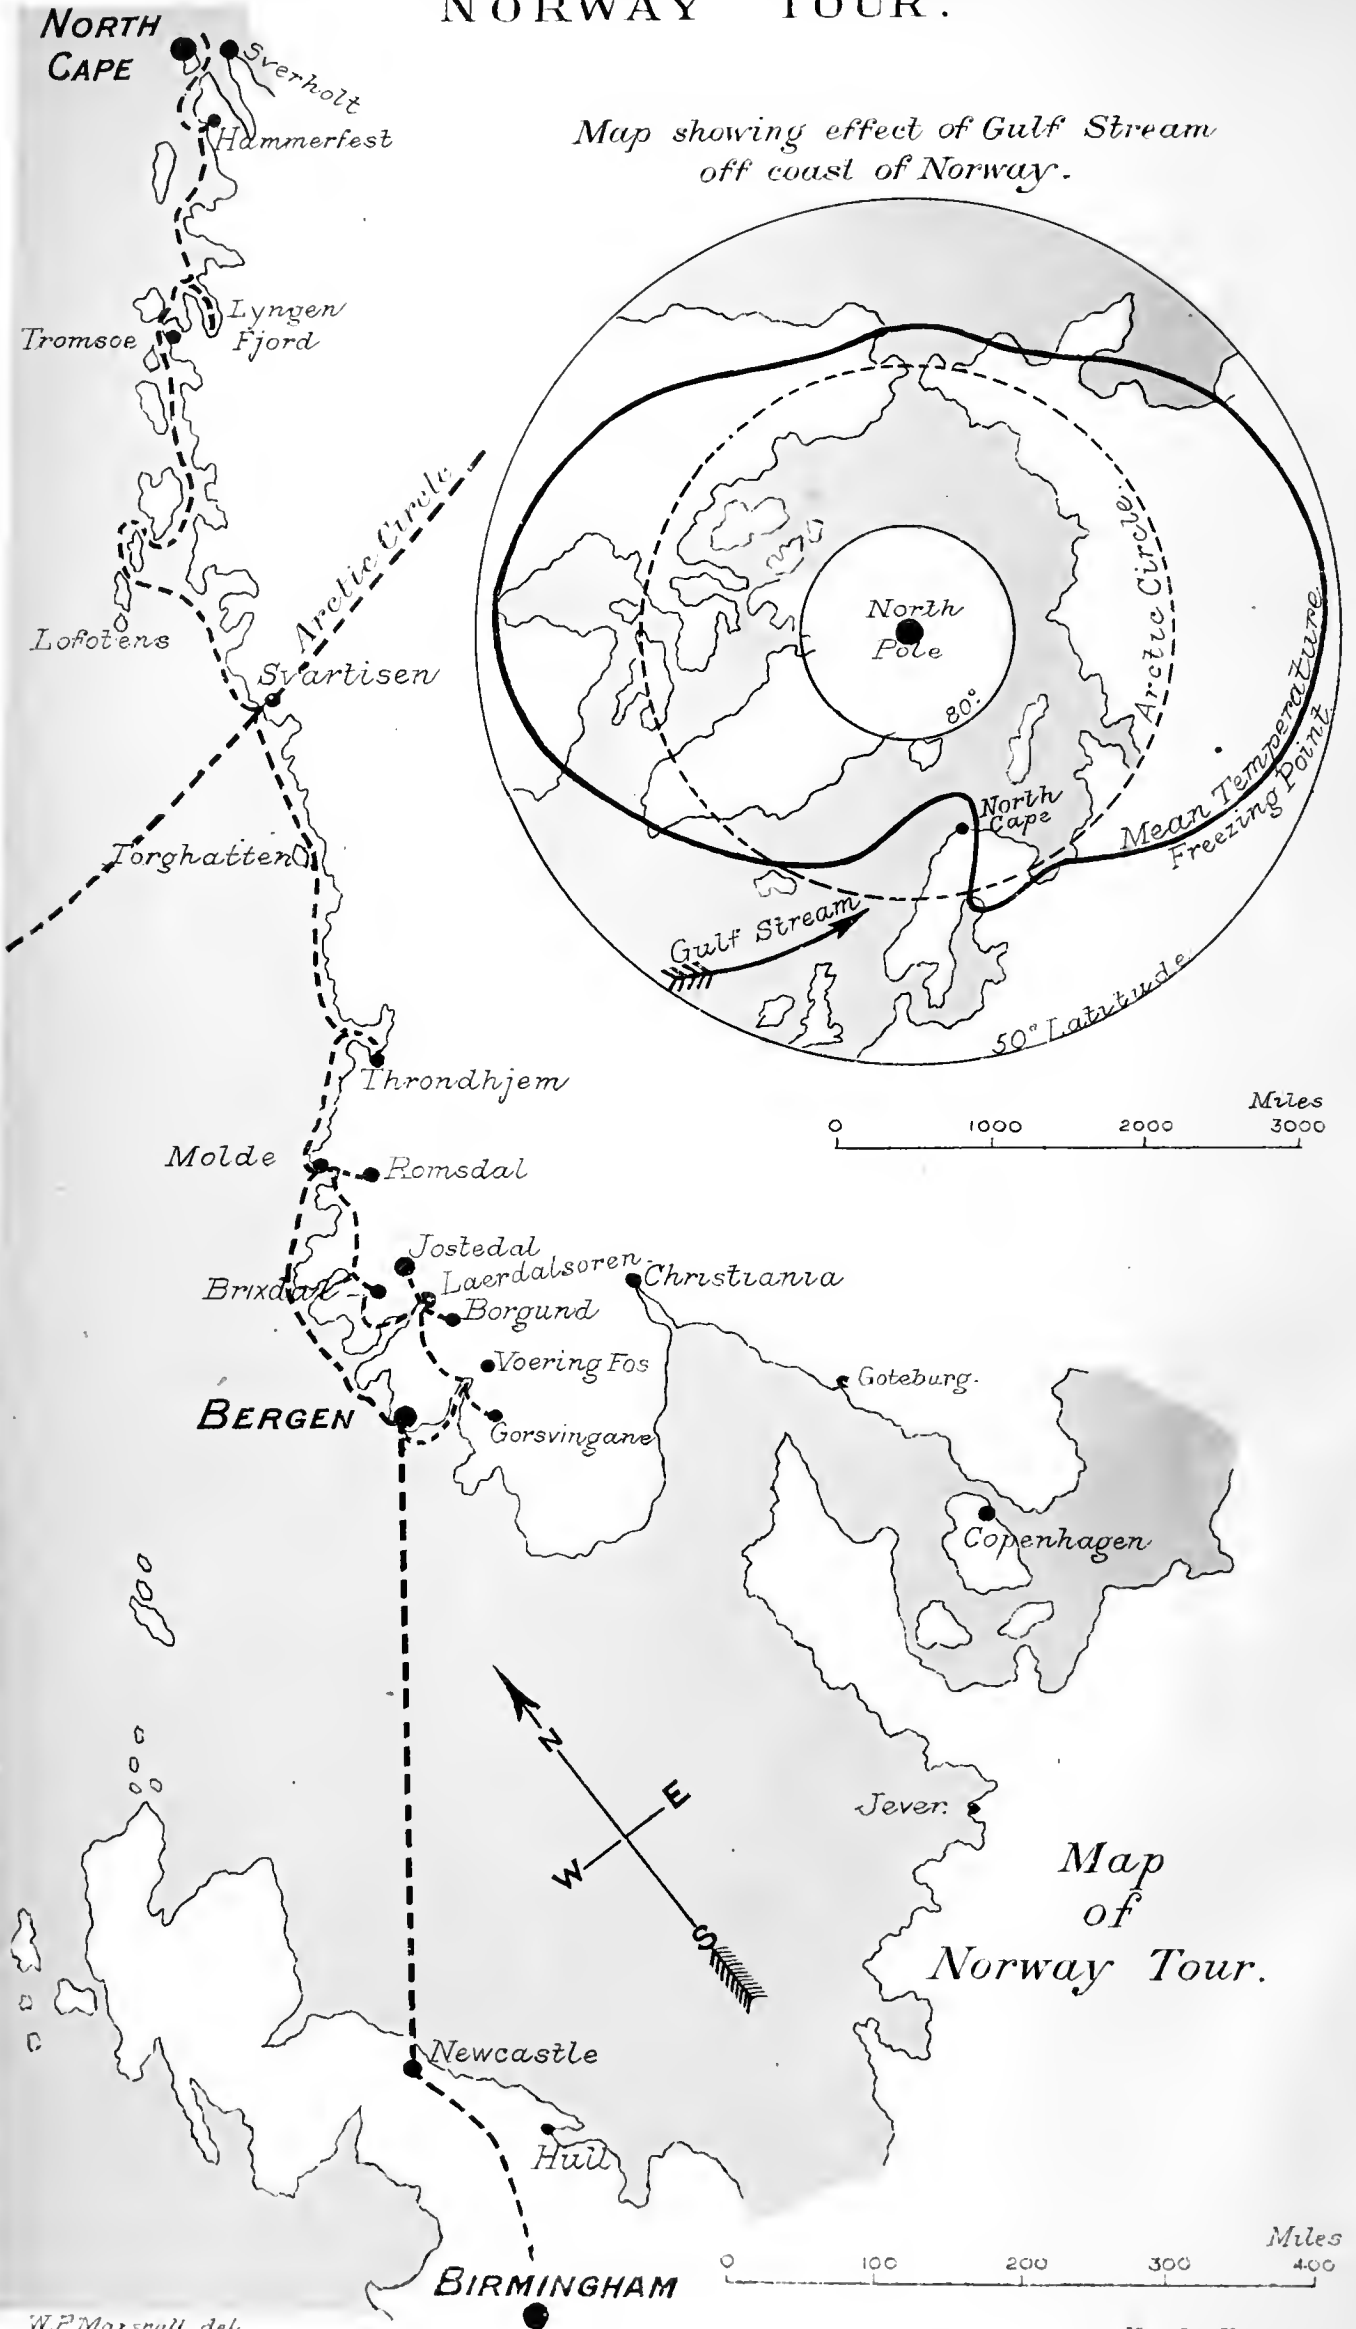 NORWAY TOUR.
NORTH
CAPE
Sverholt
Hammerfest
Map showing effect of Gulf Stream
off coast of Norway.
Lyngen
Fjord
Tromsoe
Arctic Circle
Lofotens
Svartisen
Torghatten
North
Pole
80°
Arctic Circle.
North
Cape
Mean Temperature
Freezing Point
Gulf Stream
50° Latitude
Throndhjem
Miles
0 1000 2000 3000
Molde
Romsdal
Jostedal
Laerdalsoren
Christiania
Brixdal
Borgund
Voering Fos
Goteburg.
BERGEN
Gorsvingane
Copenhagen
N
E
W
S
Jever.
Map
of
Norway Tour.
Newcastle
Hull
Miles
0 100 200 300 400
BIRMINGHAM
W.P. Marshall del.